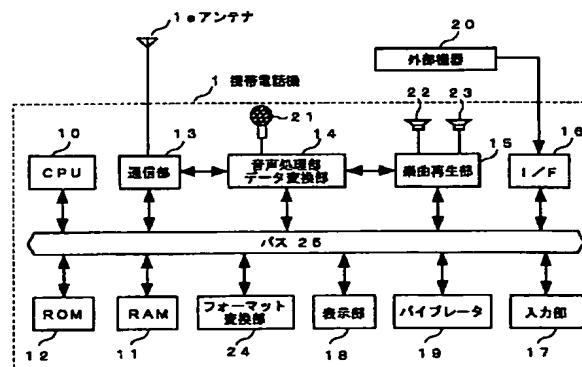 1a アンテナ
20
外部機器
1 携帯電話機
22
23
21
10
13
14
15
16
CPU
通信部
音声処理部
データ変換部
楽曲再生部
I/F
バス 25
ROM
RAM
フォーマット
変換部
表示部
バイブレータ
入力部
12
11
24
18
19
17